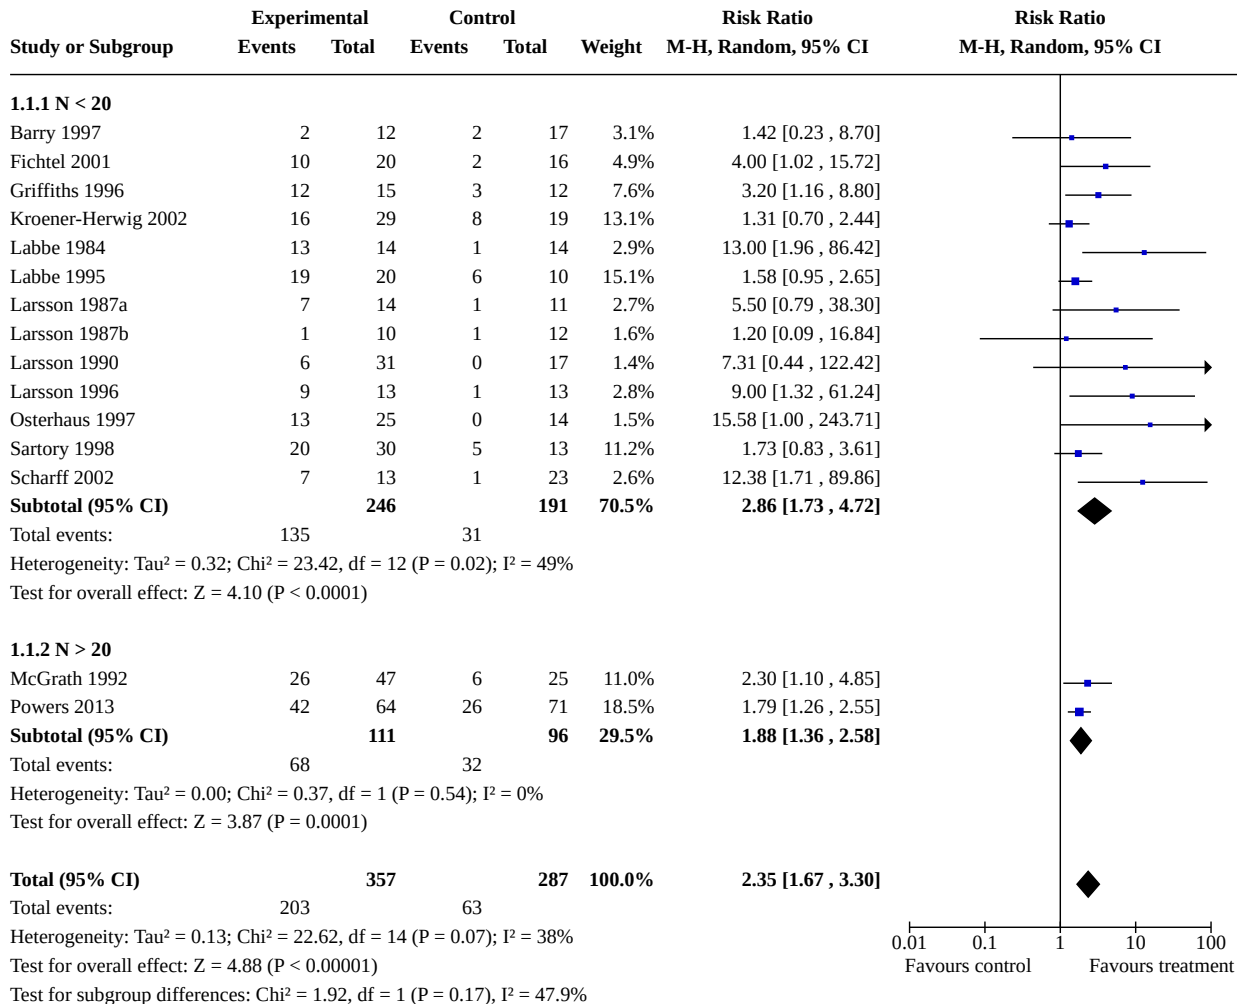 Experimental Control Risk Ratio Risk Ratio
Study or Subgroup Events Total Events Total Weight M-H, Random, 95% CI M-H, Random, 95% CI
1.1.1 N < 20
Barry 1997 2 12 2 17 3.1% 1.42 [0.23 , 8.70]
Fichtel 2001 10 20 2 16 4.9% 4.00 [1.02 , 15.72]
Griffiths 1996 12 15 3 12 7.6% 3.20 [1.16 , 8.80]
Kroener-Herwig 2002 16 29 8 19 13.1% 1.31 [0.70 , 2.44]
Labbe 1984 13 14 1 14 2.9% 13.00 [1.96 , 86.42]
Labbe 1995 19 20 6 10 15.1% 1.58 [0.95 , 2.65]
Larsson 1987a 7 14 1 11 2.7% 5.50 [0.79 , 38.30]
Larsson 1987b 1 10 1 12 1.6% 1.20 [0.09 , 16.84]
Larsson 1990 6 31 0 17 1.4% 7.31 [0.44 , 122.42]
Larsson 1996 9 13 1 13 2.8% 9.00 [1.32 , 61.24]
Osterhaus 1997 13 25 0 14 1.5% 15.58 [1.00 , 243.71]
Sartory 1998 20 30 5 13 11.2% 1.73 [0.83 , 3.61]
Scharff 2002 7 13 1 23 2.6% 12.38 [1.71 , 89.86]
Subtotal (95% CI) 246 191 70.5% 2.86 [1.73 , 4.72]
Total events: 135 31
Heterogeneity: Tau² = 0.32; Chi² = 23.42, df = 12 (P = 0.02); I² = 49%
Test for overall effect: Z = 4.10 (P < 0.0001)
1.1.2 N > 20
McGrath 1992 26 47 6 25 11.0% 2.30 [1.10 , 4.85]
Powers 2013 42 64 26 71 18.5% 1.79 [1.26 , 2.55]
Subtotal (95% CI) 111 96 29.5% 1.88 [1.36 , 2.58]
Total events: 68 32
Heterogeneity: Tau² = 0.00; Chi² = 0.37, df = 1 (P = 0.54); I² = 0%
Test for overall effect: Z = 3.87 (P = 0.0001)
Total (95% CI) 357 287 100.0% 2.35 [1.67 , 3.30]
Total events: 203 63
Heterogeneity: Tau² = 0.13; Chi² = 22.62, df = 14 (P = 0.07); I² = 38%
0.01 0.1 1 10 100
Test for overall effect: Z = 4.88 (P < 0.00001)
Favours control Favours treatment
Test for subgroup differences: Chi² = 1.92, df = 1 (P = 0.17), I² = 47.9%